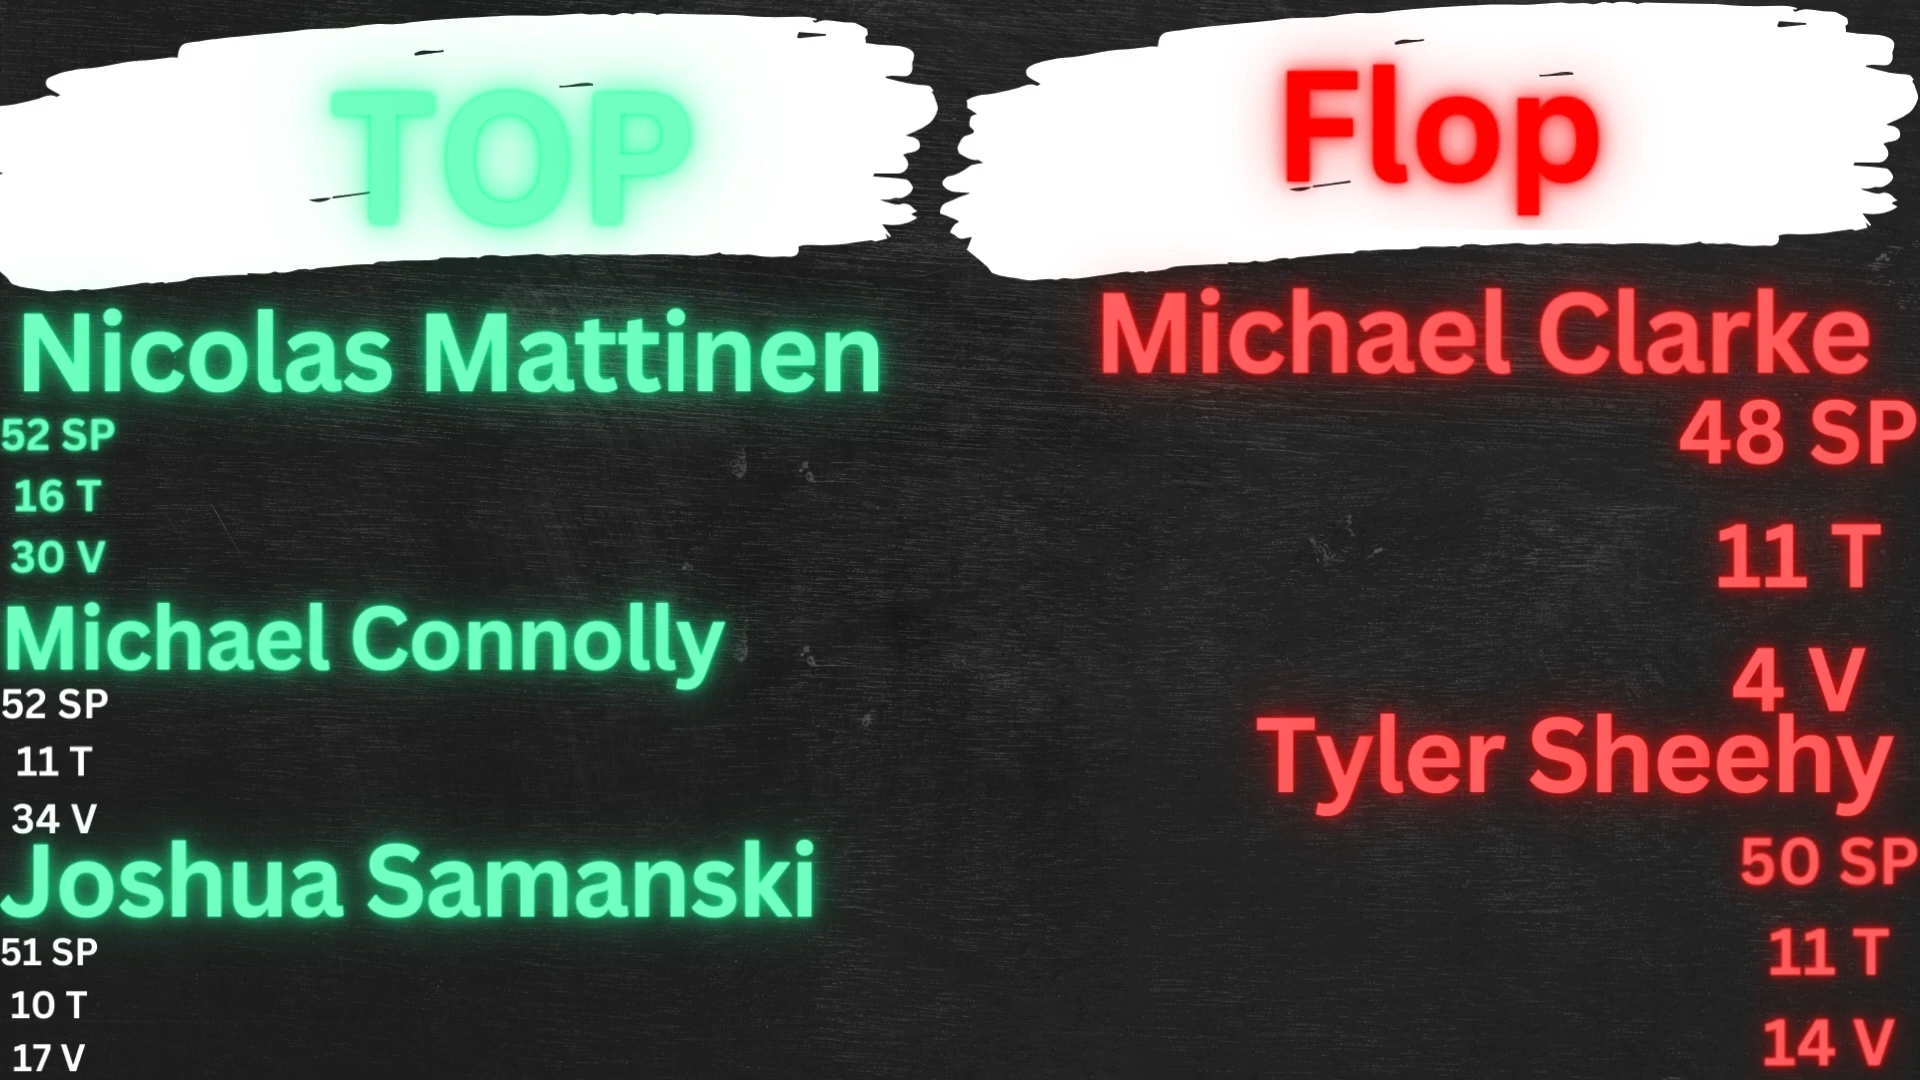 TOP
Nicolas Mattinen
52 SP
16 T
30 V
Michael Connolly
52 SP
11 T
34 V
Joshua Samanski
51 SP
10 T
17 V
Flop
Michael Clarke
48 SP
11 T
4 V
Tyler Sheehy
50 SP
11 T
14 V